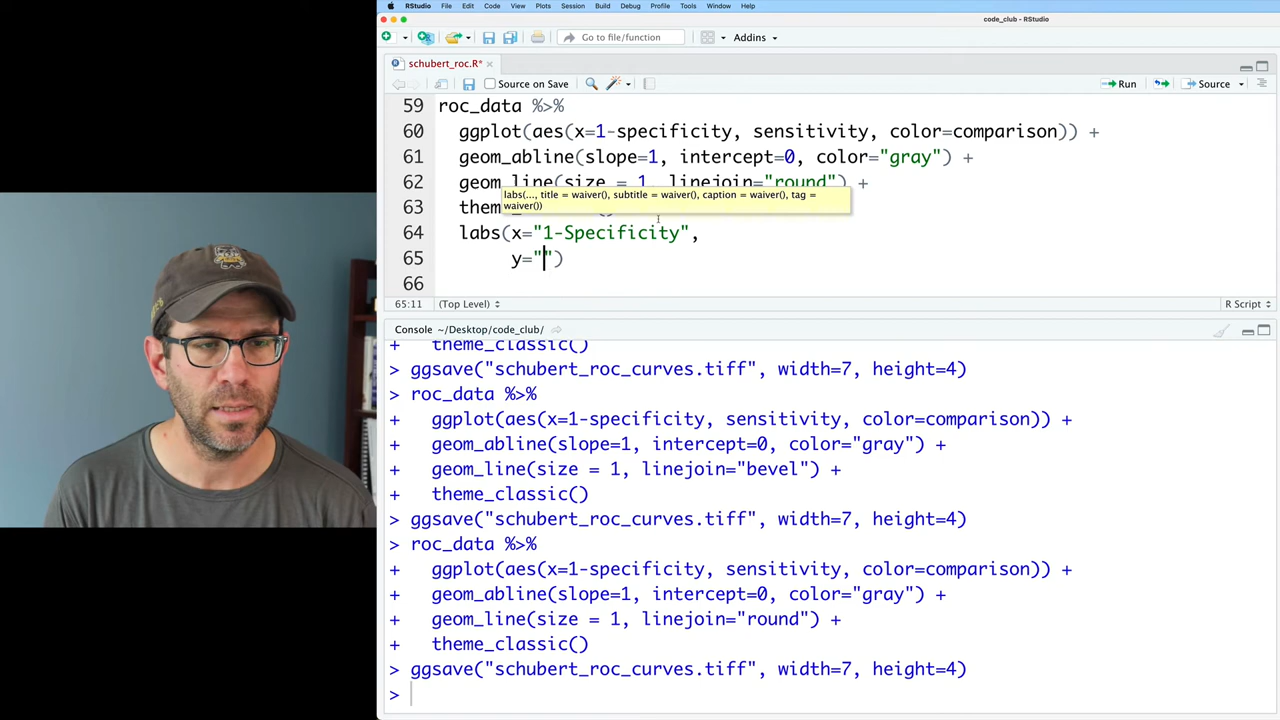 RStudio File Edit Code View Plots Session Build Debug Profile Tools Window Help
code_club - RStudio
Go to file/function Addins
schubert_roc.R*
Source on Save Run Source
59 roc_data %>%
60 ggplot(aes(x=1-specificity, sensitivity, color=comparison)) +
61 geom_abline(slope=1, intercept=0, color="gray") +
62 geom_line(size = 1, linejoin="round") +
labs(..., title = waiver(), subtitle = waiver(), caption = waiver(), tag =
waiver())
63 them
64 labs(x="1-Specificity",
65 y="")
66
65:11 (Top Level) R Script
Console ~/Desktop/code_club/
+ theme_classic()
> ggsave("schubert_roc_curves.tiff", width=7, height=4)
> roc_data %>%
+ ggplot(aes(x=1-specificity, sensitivity, color=comparison)) +
+ geom_abline(slope=1, intercept=0, color="gray") +
+ geom_line(size = 1, linejoin="bevel") +
+ theme_classic()
> ggsave("schubert_roc_curves.tiff", width=7, height=4)
> roc_data %>%
+ ggplot(aes(x=1-specificity, sensitivity, color=comparison)) +
+ geom_abline(slope=1, intercept=0, color="gray") +
+ geom_line(size = 1, linejoin="round") +
+ theme_classic()
> ggsave("schubert_roc_curves.tiff", width=7, height=4)
>